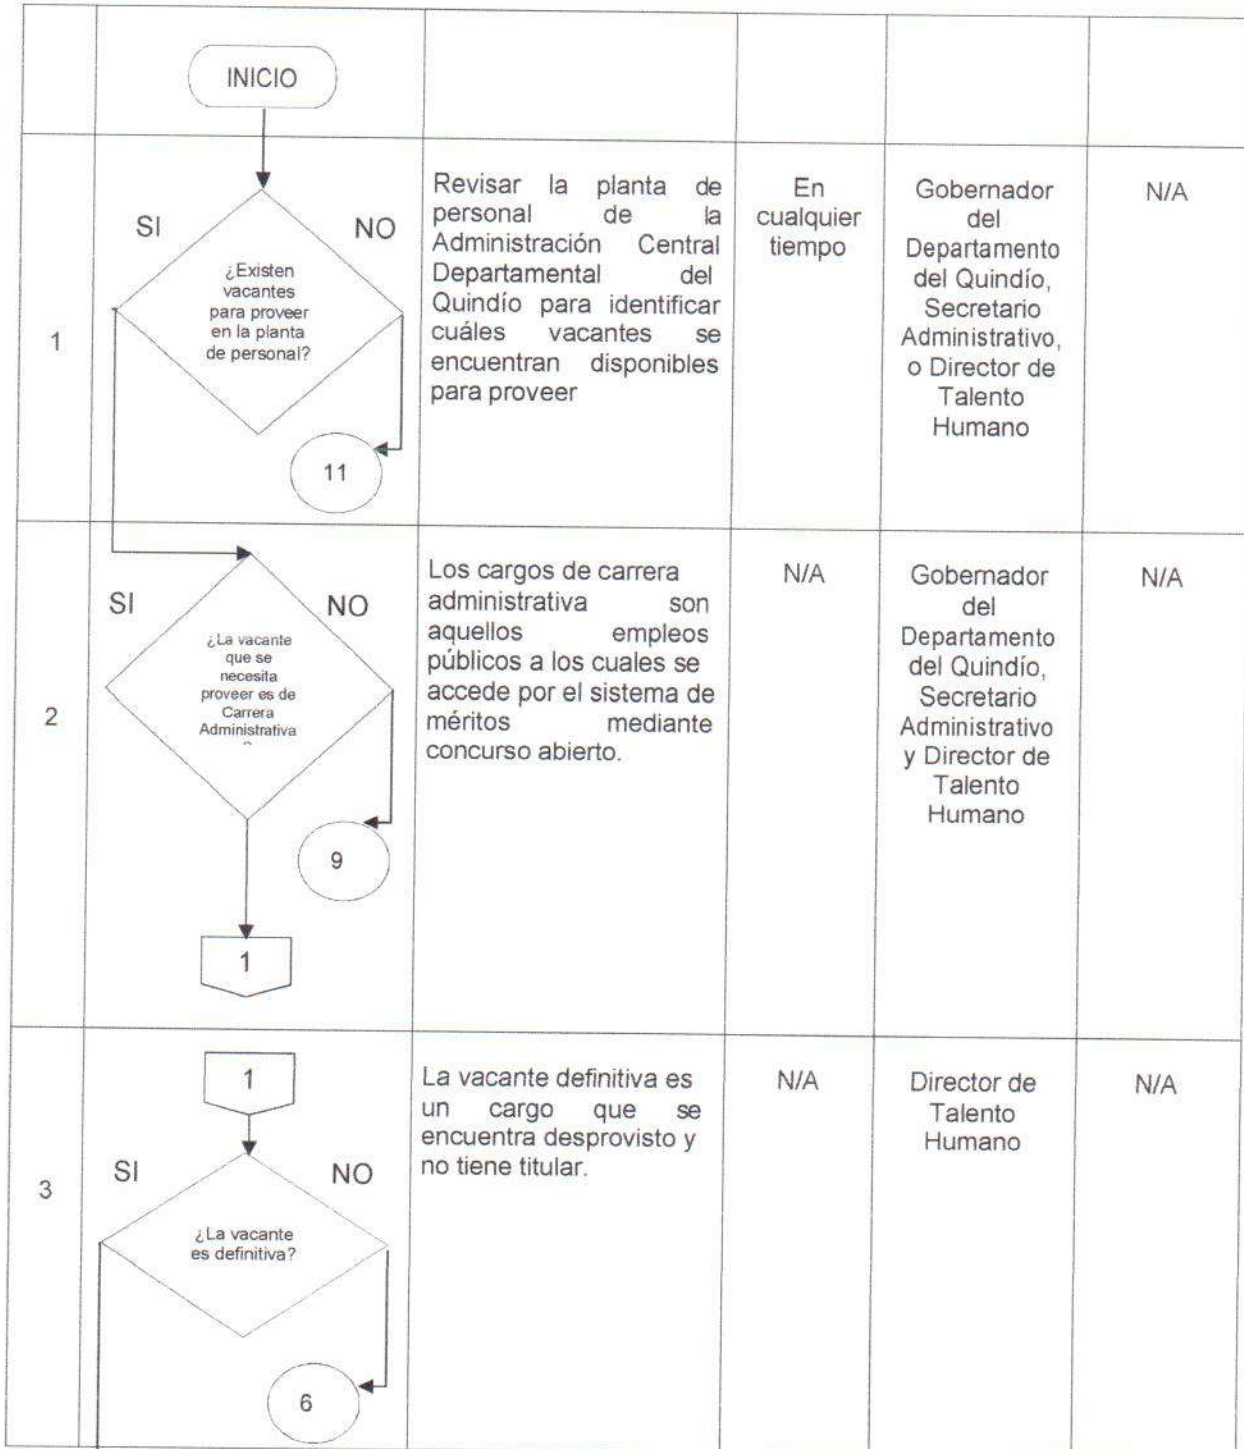 INICIO
1
SI
NO
¿Existen
vacantes
para proveer
en la planta
de personal?
11
Revisar la planta de
personal de la
Administración Central
Departamental del
Quindío para identificar
cuáles vacantes se
encuentran disponibles
para proveer
En
cualquier
tiempo
Gobernador
del
Departamento
del Quindío,
Secretario
Administrativo,
o Director de
Talento
Humano
N/A
2
SI
NO
¿La vacante
que se
necesita
proveer es de
Carrera
Administrativa
9
1
Los cargos de carrera
administrativa son
aquellos empleos
públicos a los cuales se
accede por el sistema de
méritos mediante
concurso abierto.
N/A
Gobernador
del
Departamento
del Quindío,
Secretario
Administrativo
y Director de
Talento
Humano
N/A
3
1
SI
NO
¿La vacante
es definitiva?
6
La vacante definitiva es
un cargo que se
encuentra desprovisto y
no tiene titular.
N/A
Director de
Talento
Humano
N/A